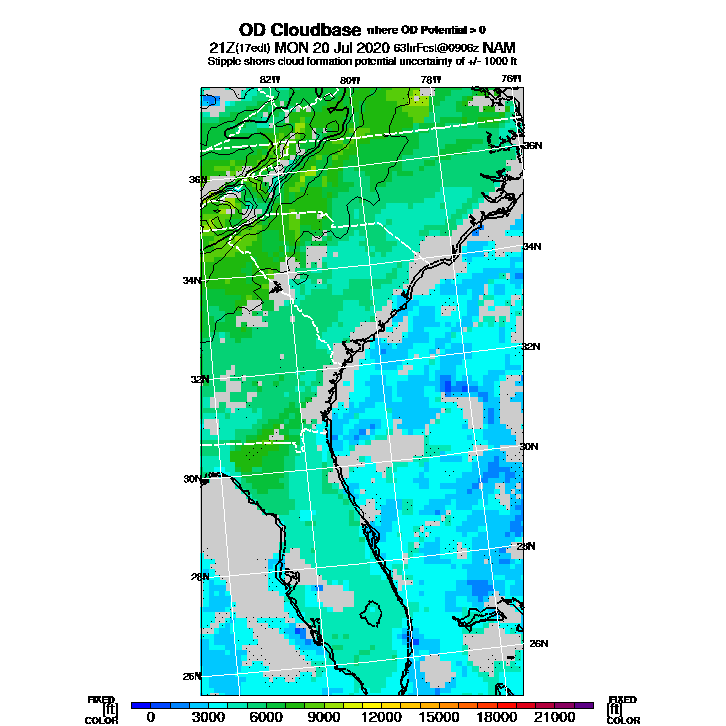 OD Cloudbase where OD Potential > 0
21Z(17edt) MON 20 Jul 2020 63hrFcst@0906z NAM
Stipple shows cloud formation potential uncertainty of +/- 1000 ft
82W 80W 78W 76W
36N
36N
34N
34N
32N
32N
30N
30N
28N
28N
26N
26N
FIXED [ft] COLOR
0 3000 6000 9000 12000 15000 18000 21000
FIXED [ft] COLOR